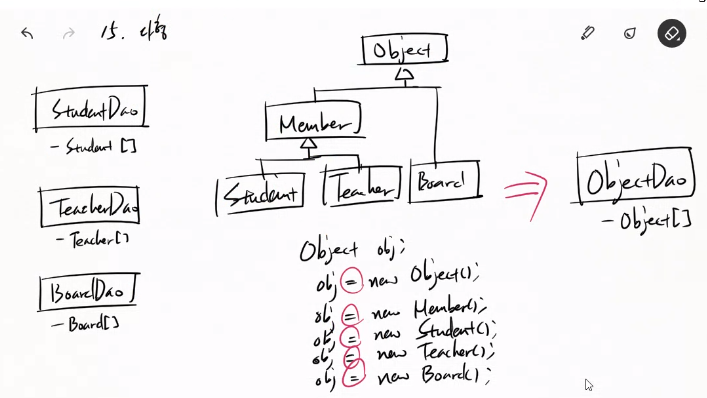 15. 다형
Object
StudentDao
- Student []
Member
Student
Teacher
Board
ObjectDao
- Object[]
TeacherDao
- Teacher[]
BoardDao
- Board[]
Object obj;
obj = new Object();
obj = new Member();
obj = new Student();
obj = new Teacher();
obj = new Board();